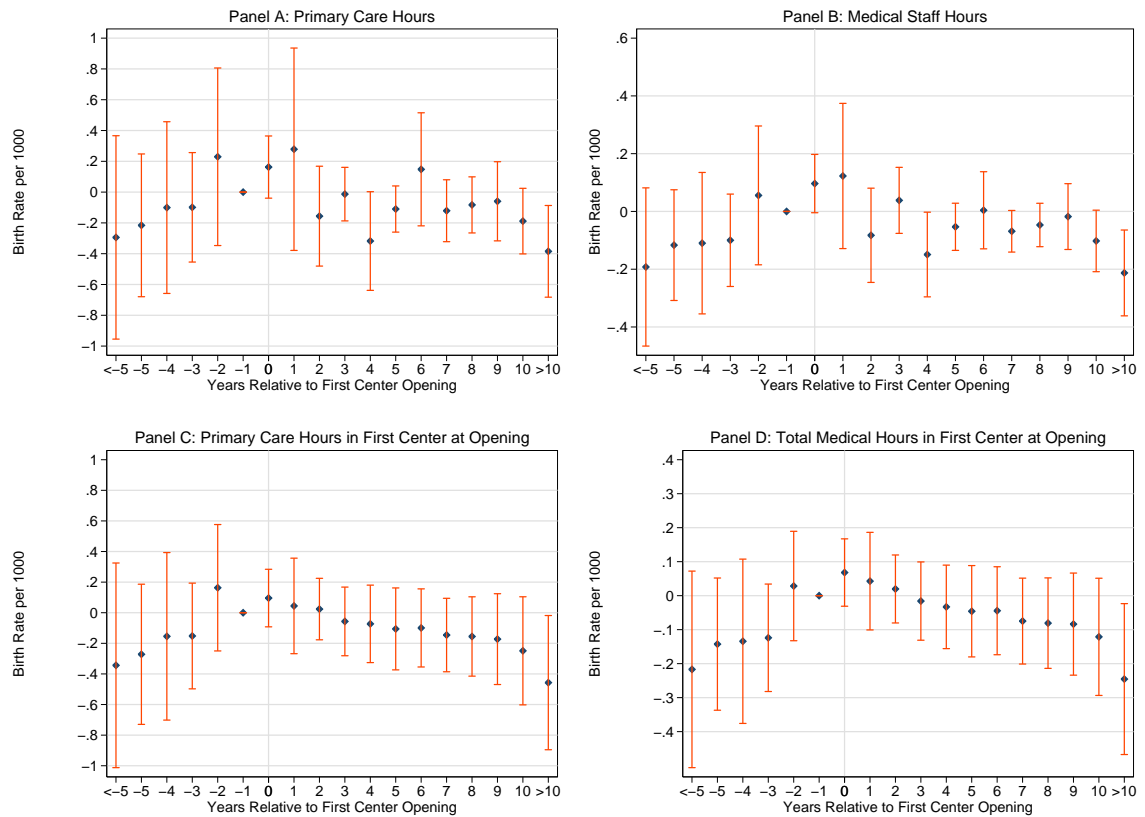 Panel A: Primary Care Hours
Birth Rate per 1000
1
.8
.6
.4
.2
0
−.2
−.4
−.6
−.8
−1
<−5 −5 −4 −3 −2 −1 0 1 2 3 4 5 6 7 8 9 10 >10
Years Relative to First Center Opening
Panel B: Medical Staff Hours
Birth Rate per 1000
.6
.4
.2
0
−.2
−.4
<−5 −5 −4 −3 −2 −1 0 1 2 3 4 5 6 7 8 9 10 >10
Years Relative to First Center Opening
Panel C: Primary Care Hours in First Center at Opening
Birth Rate per 1000
1
.8
.6
.4
.2
0
−.2
−.4
−.6
−.8
−1
<−5 −5 −4 −3 −2 −1 0 1 2 3 4 5 6 7 8 9 10 >10
Years Relative to First Center Opening
Panel D: Total Medical Hours in First Center at Opening
Birth Rate per 1000
.4
.3
.2
.1
0
−.1
−.2
−.3
−.4
<−5 −5 −4 −3 −2 −1 0 1 2 3 4 5 6 7 8 9 10 >10
Years Relative to First Center Opening